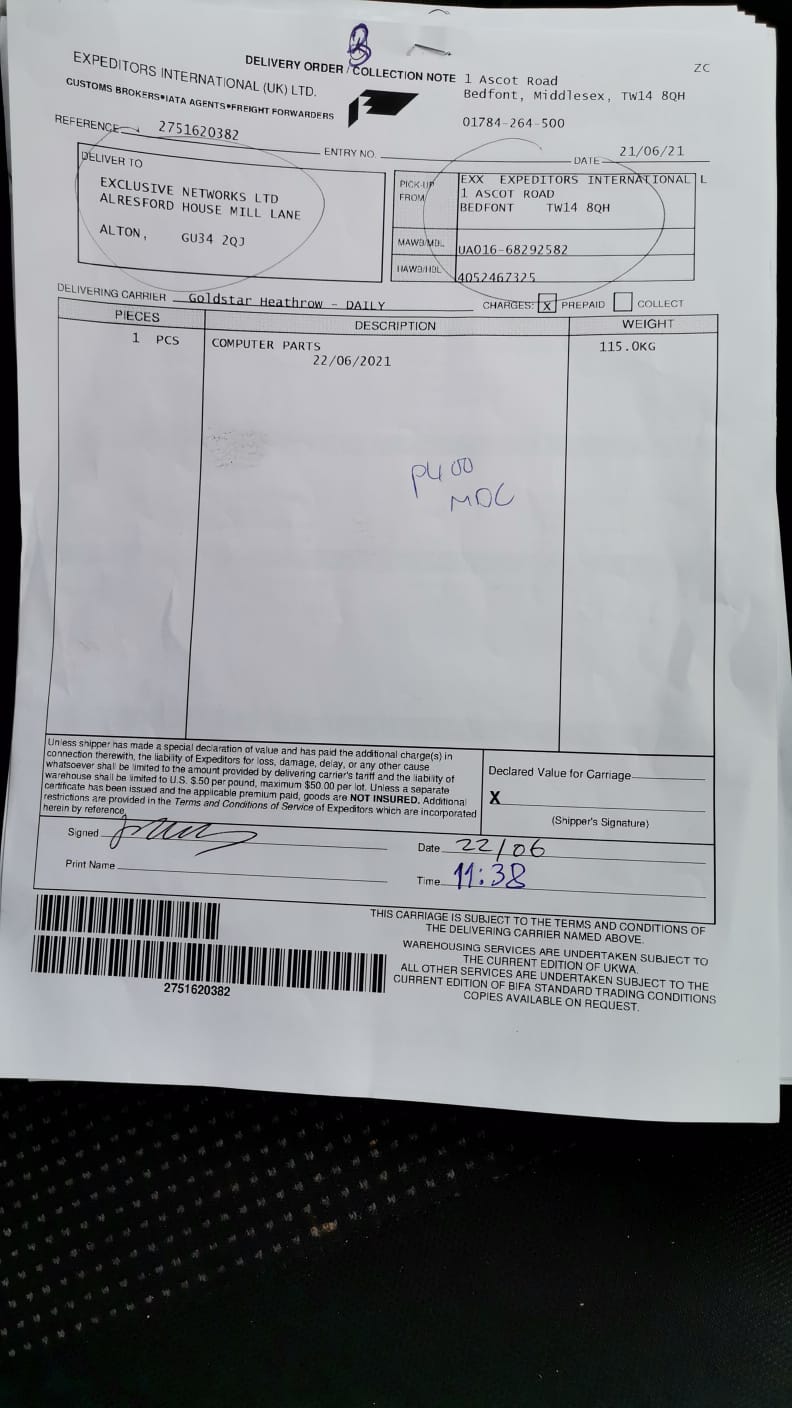 DELIVERY ORDER / COLLECTION NOTE
ZC
EXPEDITORS INTERNATIONAL (UK) LTD.
CUSTOMS BROKERS•IATA AGENTS•FREIGHT FORWARDERS
1 Ascot Road
Bedfont, Middlesex, TW14 8QH
01784-264-500
REFERENCE 2751620382
ENTRY NO.
DATE 21/06/21
DELIVER TO
EXCLUSIVE NETWORKS LTD
ALRESFORD HOUSE MILL LANE
ALTON, GU34 2QJ
PICK-UP FROM
EXX EXPEDITORS INTERNATIONAL L
1 ASCOT ROAD
BEDFONT TW14 8QH
MAWB/MBL UA016-68292582
HAWB/HBL 4052467325
DELIVERING CARRIER Goldstar Heathrow - DAILY
CHARGES: X PREPAID COLLECT
PIECES DESCRIPTION WEIGHT
1 PCS COMPUTER PARTS 115.0KG
22/06/2021
P400
MDC
Unless shipper has made a special declaration of value and has paid the additional charge(s) in
connection therewith, the liability of Expeditors for loss, damage, delay, or any other cause
whatsoever shall be limited to the amount provided by delivering carrier's tariff and the liability of
warehouse shall be limited to U.S. $.50 per pound, maximum $50.00 per lot. Unless a separate
certificate has been issued and the applicable premium paid, goods are NOT INSURED. Additional
restrictions are provided in the Terms and Conditions of Service of Expeditors which are incorporated
herein by reference.
Declared Value for Carriage
X
(Shipper's Signature)
Signed
Date 22/06
Print Name
Time 11:38
THIS CARRIAGE IS SUBJECT TO THE TERMS AND CONDITIONS OF
THE DELIVERING CARRIER NAMED ABOVE.
WAREHOUSING SERVICES ARE UNDERTAKEN SUBJECT TO
THE CURRENT EDITION OF UKWA.
ALL OTHER SERVICES ARE UNDERTAKEN SUBJECT TO THE
CURRENT EDITION OF BIFA STANDARD TRADING CONDITIONS
COPIES AVAILABLE ON REQUEST.
2751620382